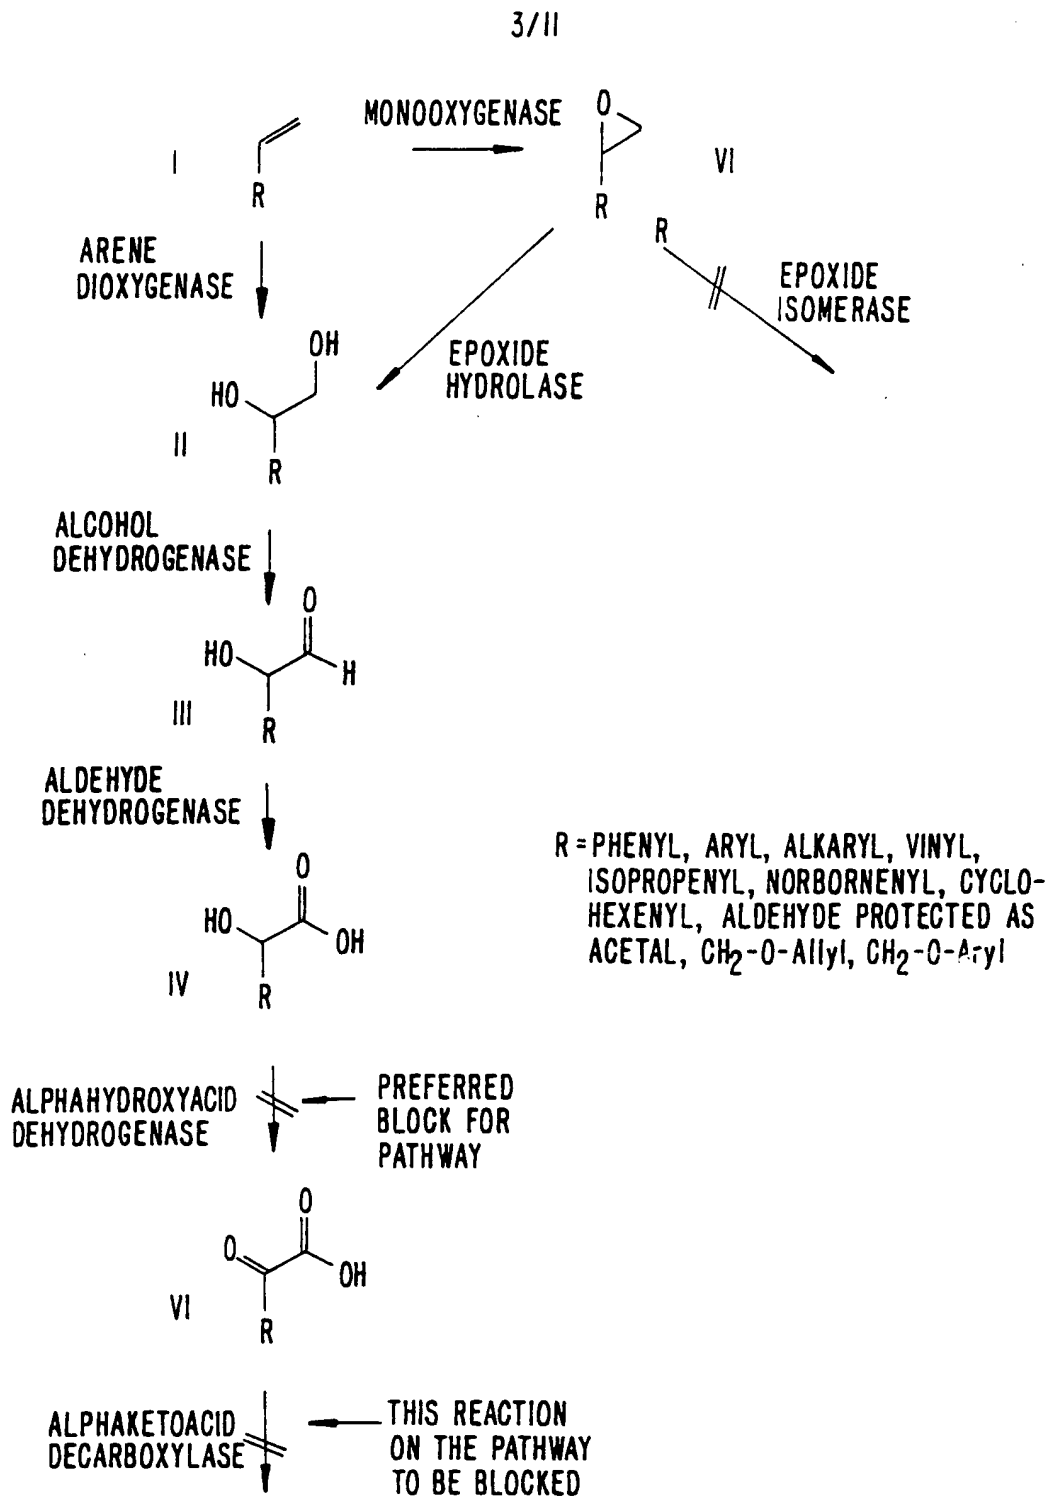 3/11
MONOOXYGENASE
O
I
VI
R
R
R
ARENE
DIOXYGENASE
EPOXIDE
ISOMERASE
OH
EPOXIDE
HYDROLASE
HO
II
R
ALCOHOL
DEHYDROGENASE
O
HO
H
III
R
ALDEHYDE
DEHYDROGENASE
R = PHENYL, ARYL, ALKARYL, VINYL,
ISOPROPENYL, NORBORNENYL, CYCLO-
HEXENYL, ALDEHYDE PROTECTED AS
ACETAL, CH2-O-Allyl, CH2-O-Aryl
O
HO
OH
IV
R
ALPHAHYDROXYACID
DEHYDROGENASE
PREFERRED
BLOCK FOR
PATHWAY
O
O
OH
VI
R
ALPHAKETOACID
DECARBOXYLASE
THIS REACTION
ON THE PATHWAY
TO BE BLOCKED